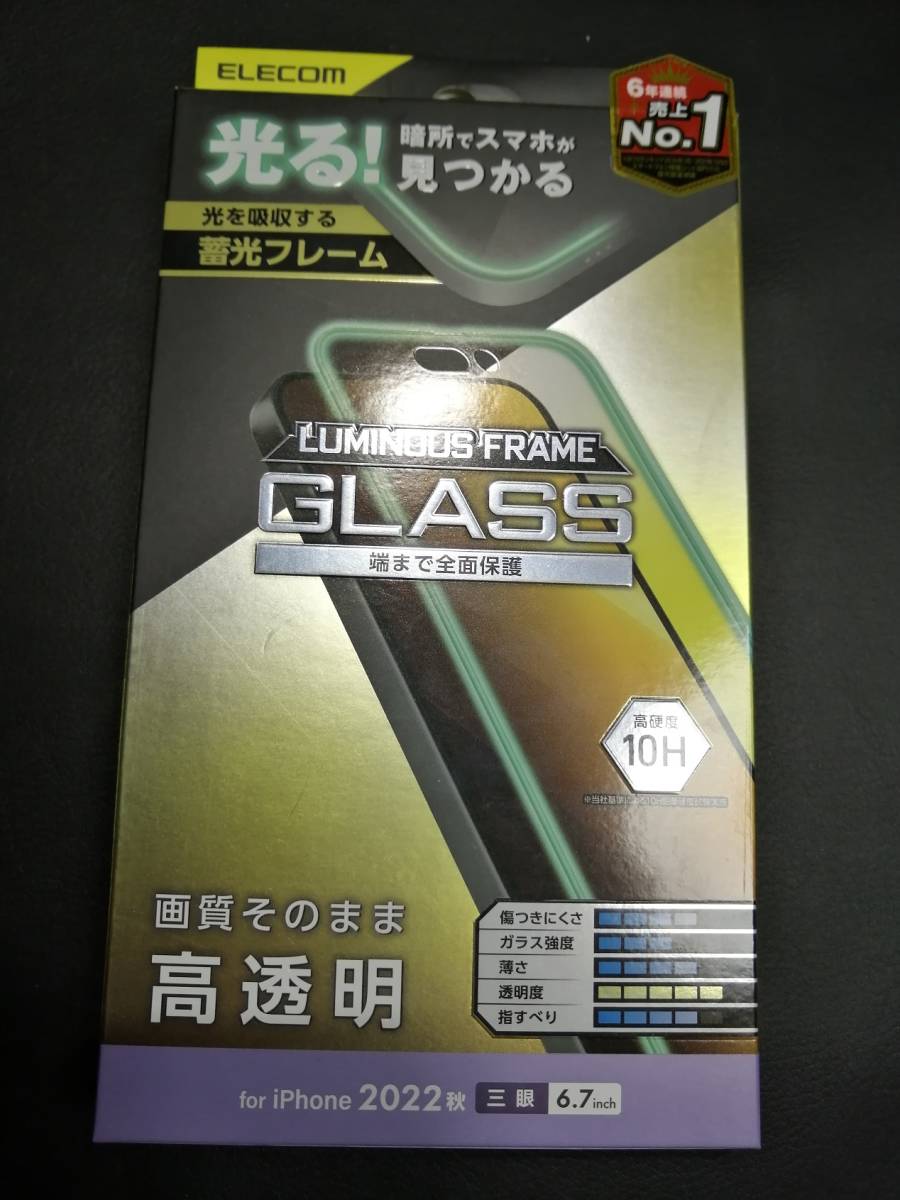 ELECOM
6年連続
売上
No.1
光る!
暗所でスマホが
見つかる
光を吸収する
蓄光フレーム
LUMINOUS FRAME
GLASS
端まで全面保護
高硬度
10H
画質そのまま
高透明
傷つきにくさ
ガラス強度
薄さ
透明度
指すべり
for iPhone 2022秋 三眼 6.7inch